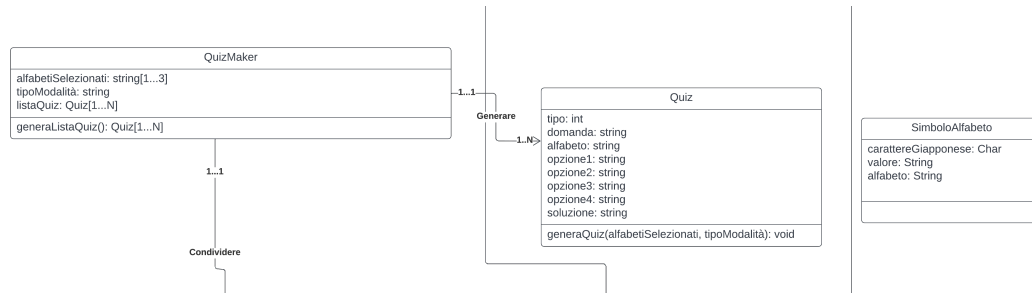 QuizMaker
alfabetiSelezionati: string[1...3]
tipoModalità: string
listaQuiz: Quiz[1...N]
generaListaQuiz(): Quiz[1...N]
1...1
Generare
1..N
1...1
Condividere
Quiz
tipo: int
domanda: string
alfabeto: string
opzione1: string
opzione2: string
opzione3: string
opzione4: string
soluzione: string
generaQuiz(alfabetiSelezionati, tipoModalità): void
SimboloAlfabeto
carattereGiapponese: Char
valore: String
alfabeto: String